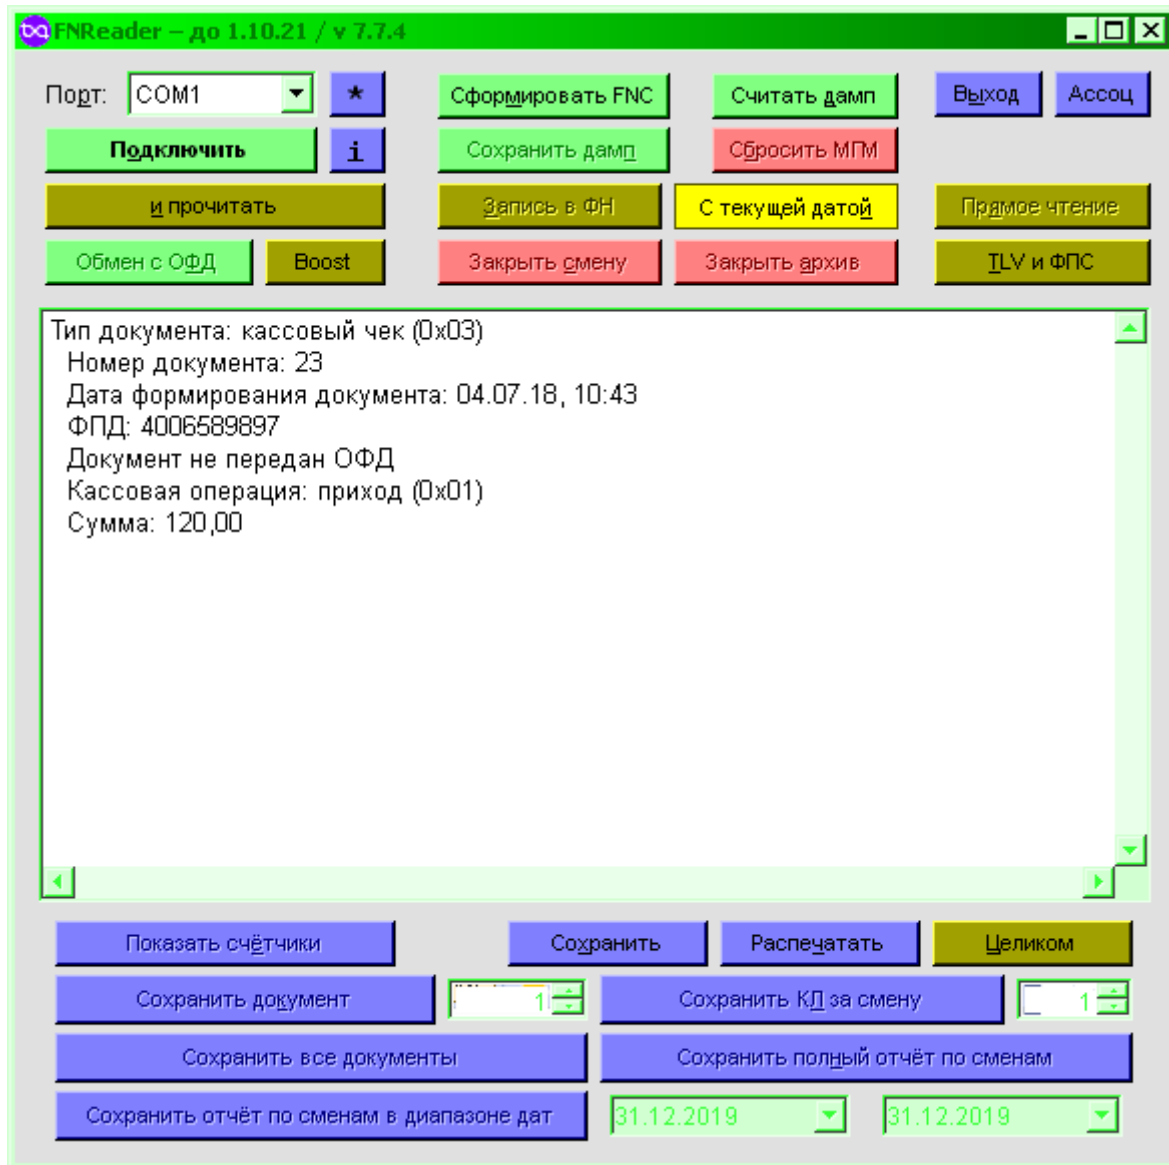 FNReader – до 1.10.21 / v 7.7.4
Порт: COM1 * Сформировать FNC Считать дамп Выход Ассоц
Подключить i Сохранить дамп Сбросить МГМ
и прочитать Запись в ФН С текущей датой Прямое чтение
Обмен с ОФД Boost Закрыть смену Закрыть архив TLV и ФПС
Тип документа: кассовый чек (0x03)
Номер документа: 23
Дата формирования документа: 04.07.18, 10:43
ФПД: 4006589897
Документ не передан ОФД
Кассовая операция: приход (0x01)
Сумма: 120,00
Показать счётчики Сохранить Распечатать Целиком
Сохранить документ 1 Сохранить КЛ за смену 1
Сохранить все документы Сохранить полный отчёт по сменам
Сохранить отчёт по сменам в диапазоне дат 31.12.2019 31.12.2019